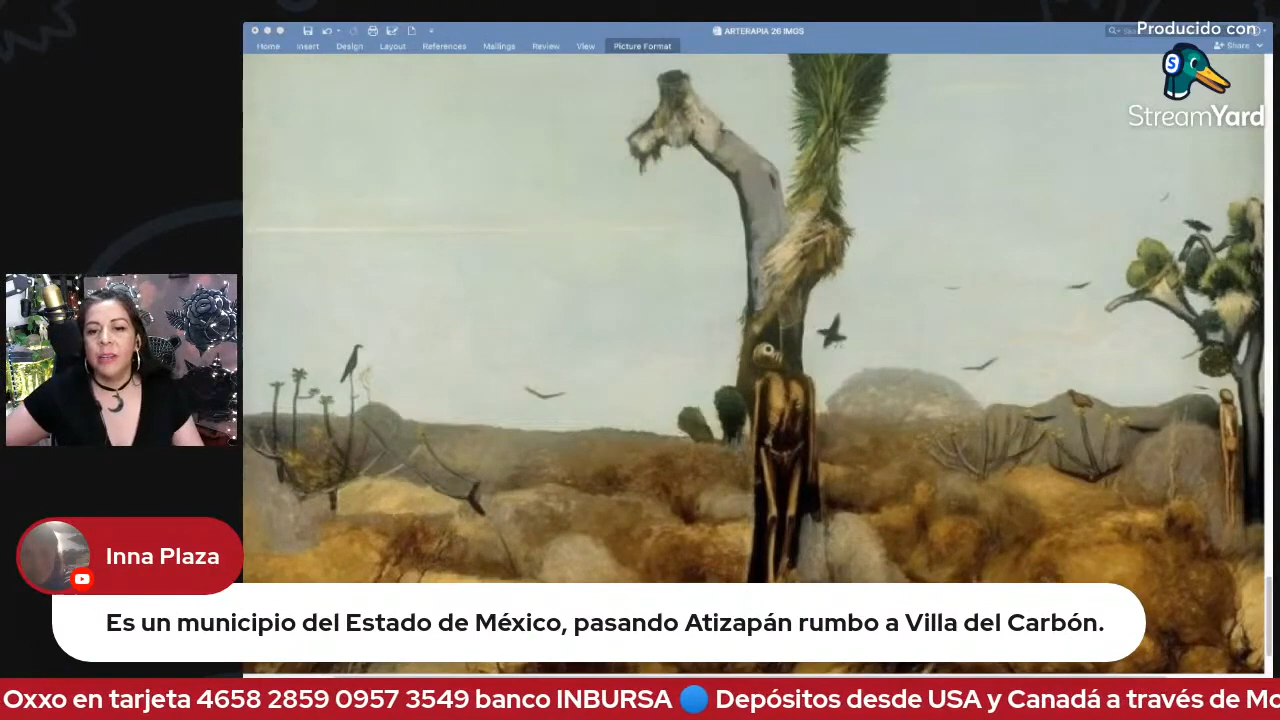 ARTERAPIA 26 IMGS
Producido con
Home Insert Design Layout References Mailings Review View Picture Format
Share
S
StreamYard
Inna Plaza
Es un municipio del Estado de México, pasando Atizapán rumbo a Villa del Carbón.
Oxxo en tarjeta 4658 2859 0957 3549 banco INBURSA 🔵 Depósitos desde USA y Canadá a través de Mo